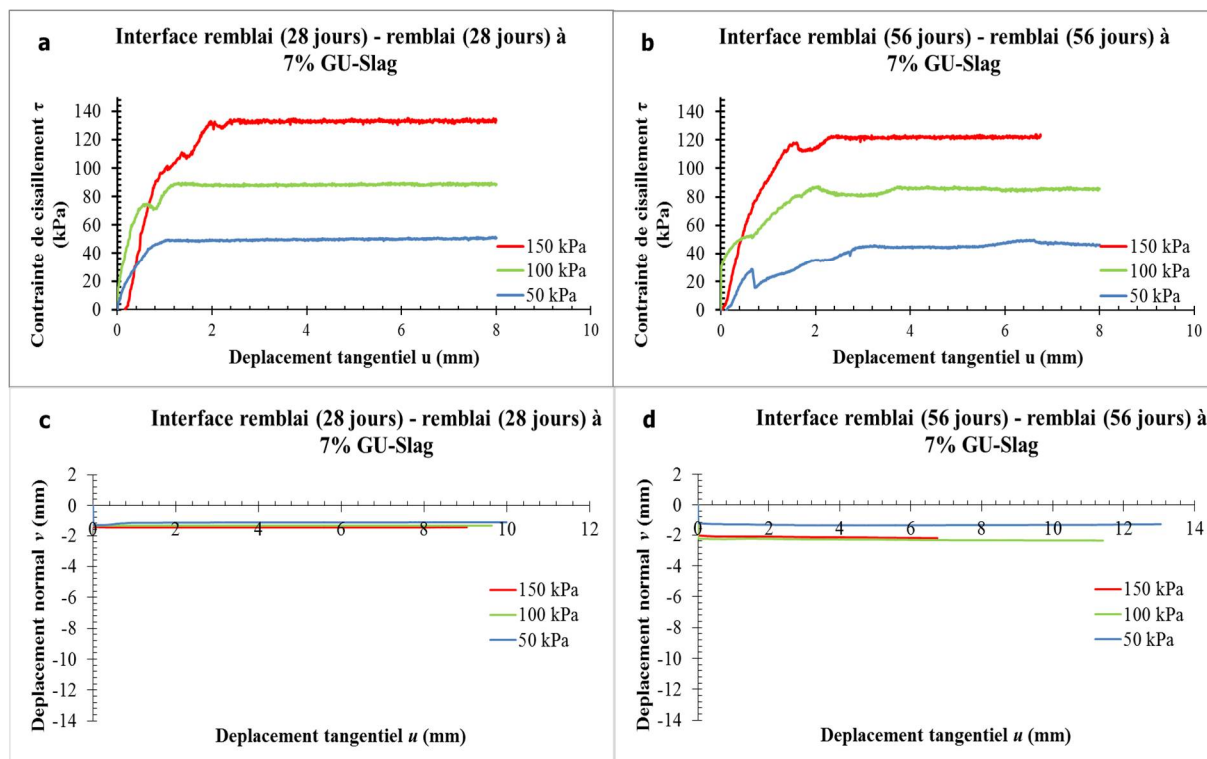 a
Interface remblai (28 jours) - remblai (28 jours) à
7% GU-Slag
Contrainte de cisaillement τ
(kPa)
140
120
100
80
60
40
20
0
0 2 4 6 8 10
150 kPa
100 kPa
50 kPa
Deplacement tangentiel u (mm)
b
Interface remblai (56 jours) - remblai (56 jours) à
7% GU-Slag
Contrainte de cisaillement τ
(kPa)
140
120
100
80
60
40
20
0
0 2 4 6 8 10
150 kPa
100 kPa
50 kPa
Deplacement tangentiel u (mm)
c
Interface remblai (28 jours) - remblai (28 jours) à
7% GU-Slag
Deplacement normal v (mm)
2
0
-2
-4
-6
-8
-10
-12
-14
0 2 4 6 8 10 12
150 kPa
100 kPa
50 kPa
Deplacement tangentiel u (mm)
d
Interface remblai (56 jours) - remblai (56 jours) à
7% GU-Slag
Deplacement normal v (mm)
2
0
-2
-4
-6
-8
-10
-12
-14
0 2 4 6 8 10 12 14
150 kPa
100 kPa
50 kPa
Deplacement tangentiel u (mm)